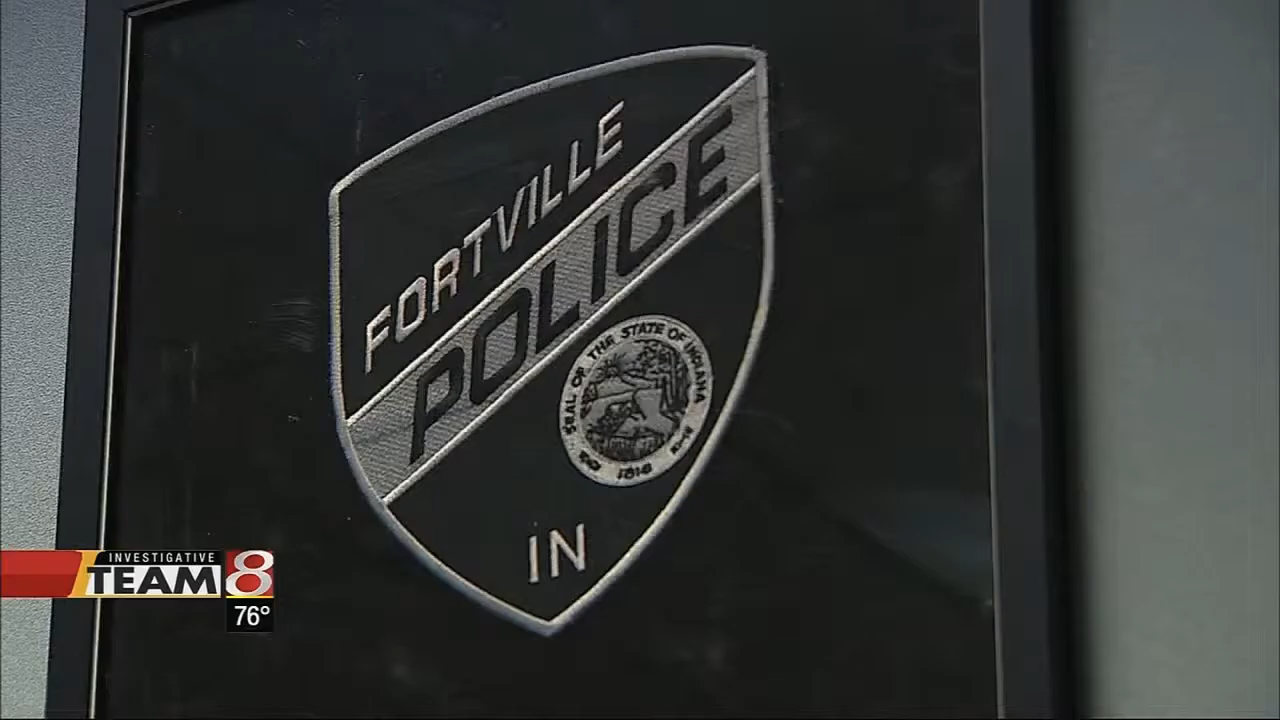 FORTVILLE
POLICE
SEAL OF THE STATE OF INDIANA
1816
IN
INVESTIGATIVE
TEAM 8
76°